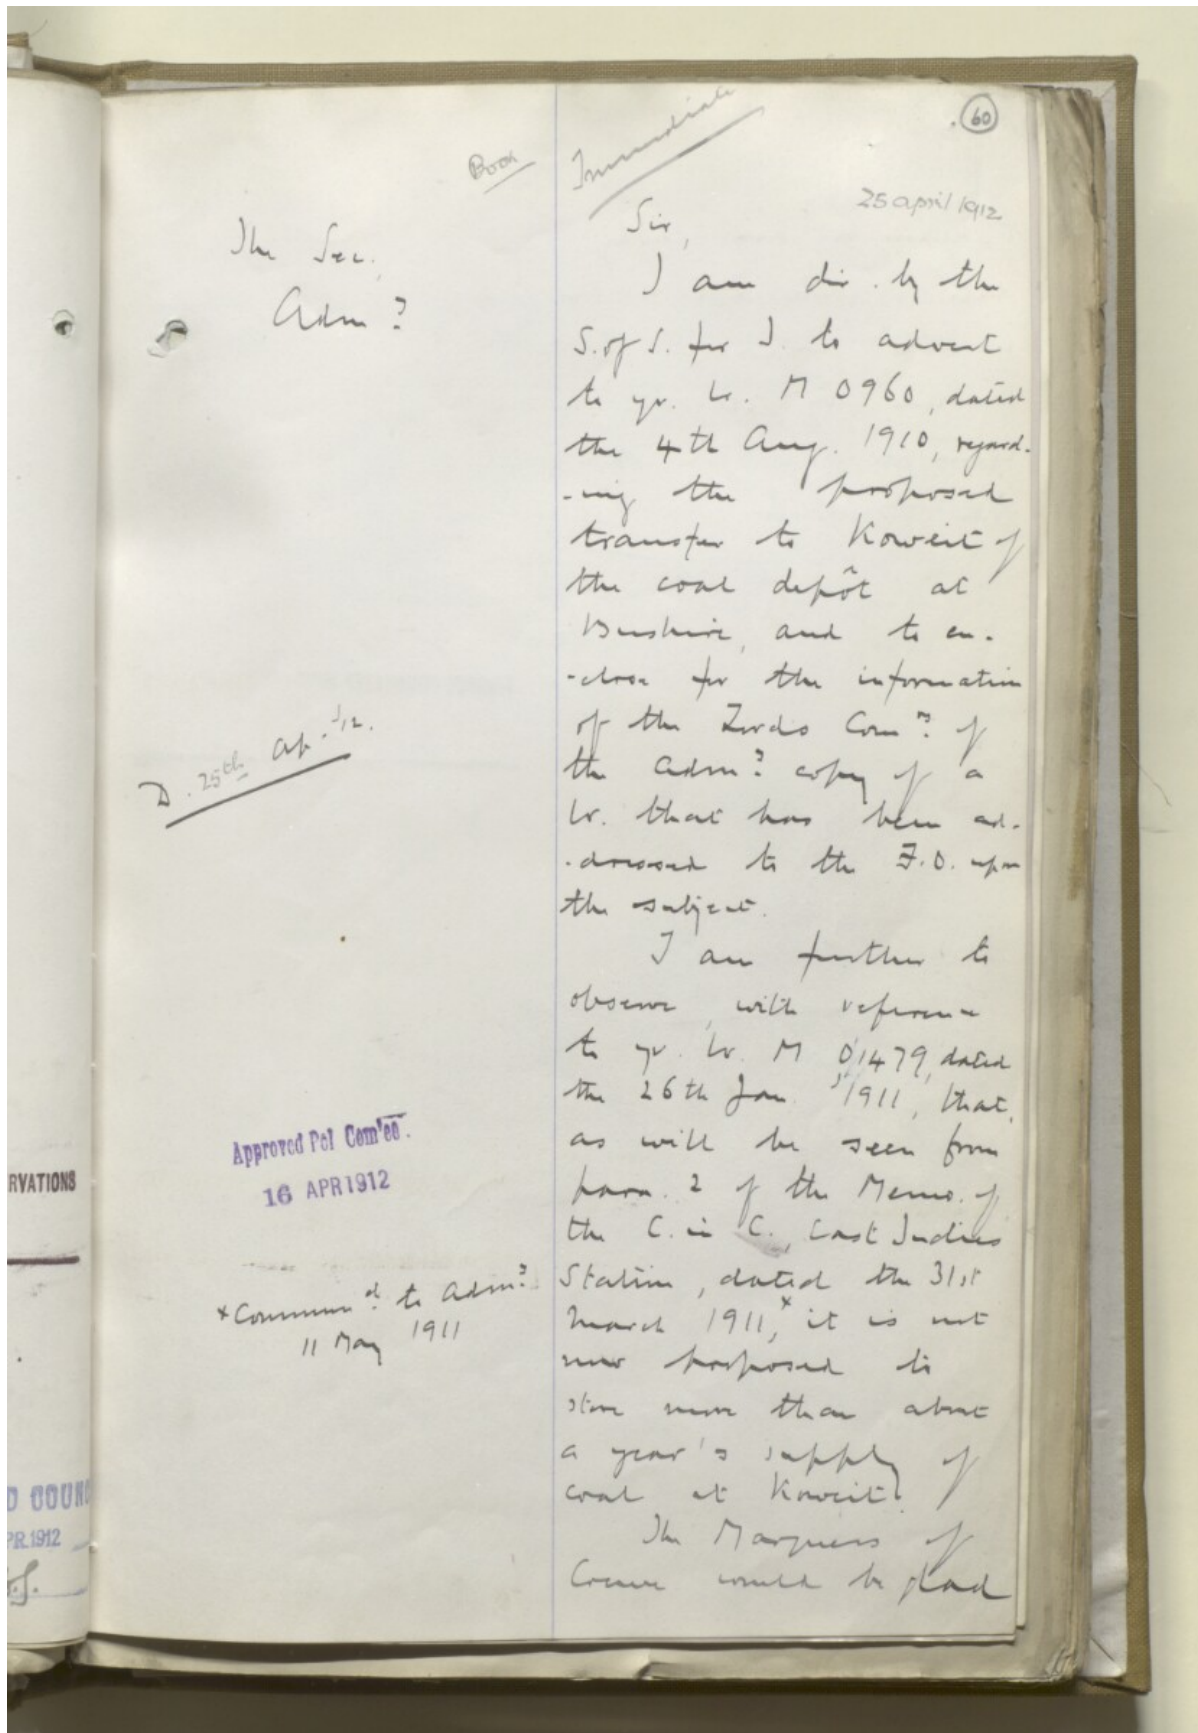 60
Book
Immediate
25 April 1912
The Sec.
Adm?
Sir,
I am dir. by the
S. of S. for I. to advert
to yr. lr. M 0960, dated
the 4th Aug. 1910, regard-
-ing the proposed
transfer to Koweit of
the coal depôt at
Bushire, and to en-
-close for the information
of the Lords Comrs of
the Adm? copy of a
lr. that has been ad-
-dressed to the F.O. upon
the subject.
I am further to
observe, with reference
to yr. lr. M 01479, dated
the 26th Jan. 1911, that,
as will be seen from
para. 2 of the Memo. of
the C. in C., East Indies
Station, dated the 31st
March 1911,x it is not
now proposed to
store more than about
a year's supply of
coal at Koweit.
The Marquess of
Crewe would be glad
D. 25th Ap. /12.
Approved Pol Com'ee.
16 APR 1912
x Commund. to Adm?
11 May 1911
RVATIONS
D COUNC
PR.1912